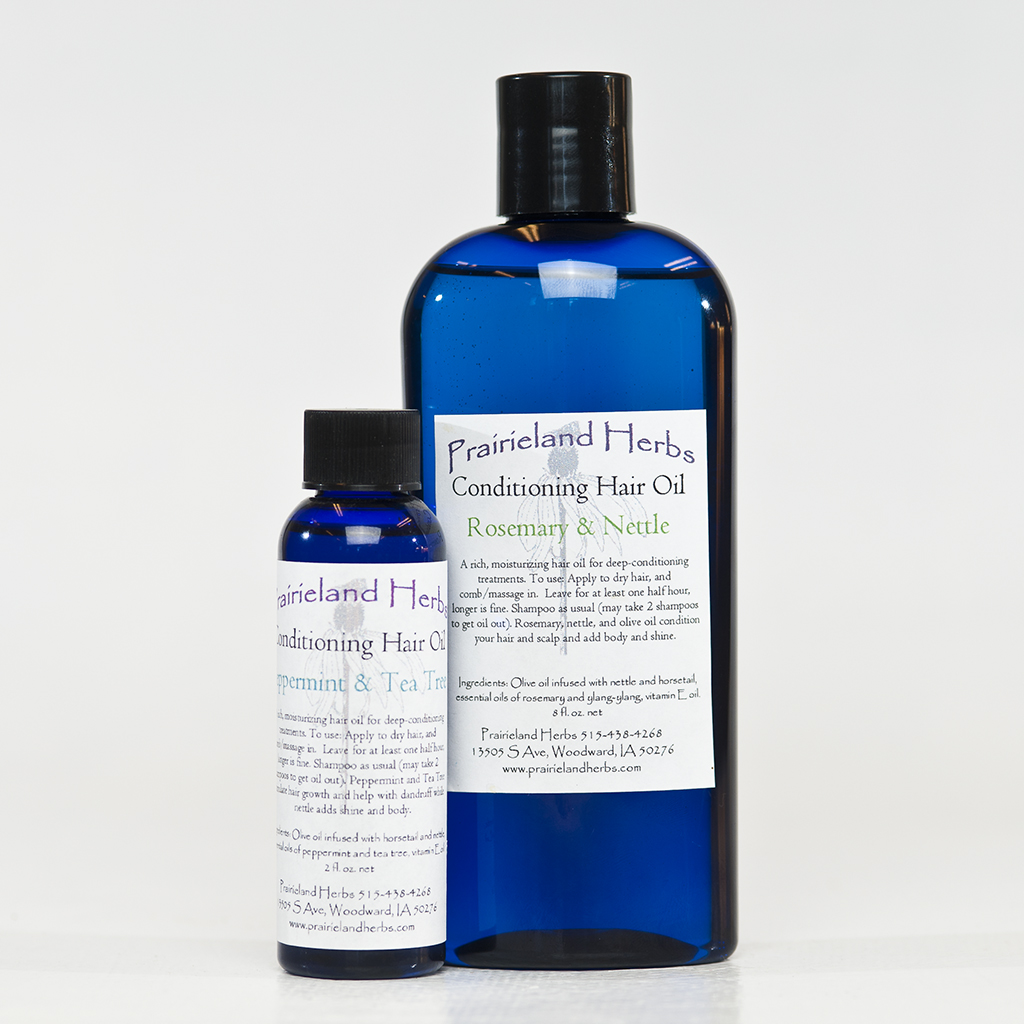 Prairieland Herbs
Conditioning Hair Oil
Rosemary & Nettle
A rich, moisturizing hair oil for deep-conditioning
treatments. To use: Apply to dry hair, and
comb/massage in. Leave for at least one half hour,
longer is fine. Shampoo as usual (may take 2 shampoos
to get oil out). Rosemary, nettle, and olive oil condition
your hair and scalp and add body and shine.
Ingredients: Olive oil infused with nettle and horsetail,
essential oils of rosemary and ylang-ylang, vitamin E oil.
8 fl. oz. net
Prairieland Herbs 515-438-4268
13505 S Ave, Woodward, IA 50276
www.prairielandherbs.com
rairieland Herbs
Conditioning Hair Oil
ppermint & Tea Tree
rich, moisturizing hair oil for deep-conditioning
treatments. To use: Apply to dry hair, and
massage in. Leave for at least one half hour,
longer is fine. Shampoo as usual (may take 2
poos to get oil out). Peppermint and Tea Tree
hair growth and help with dandruff while
nettle adds shine and body.
Olive oil infused with horsetail and nettle,
oils of peppermint and tea tree, vitamin E oil.
2 fl. oz. net
Prairieland Herbs 515-438-4268
13505 S Ave, Woodward, IA 50276
www.prairielandherbs.com